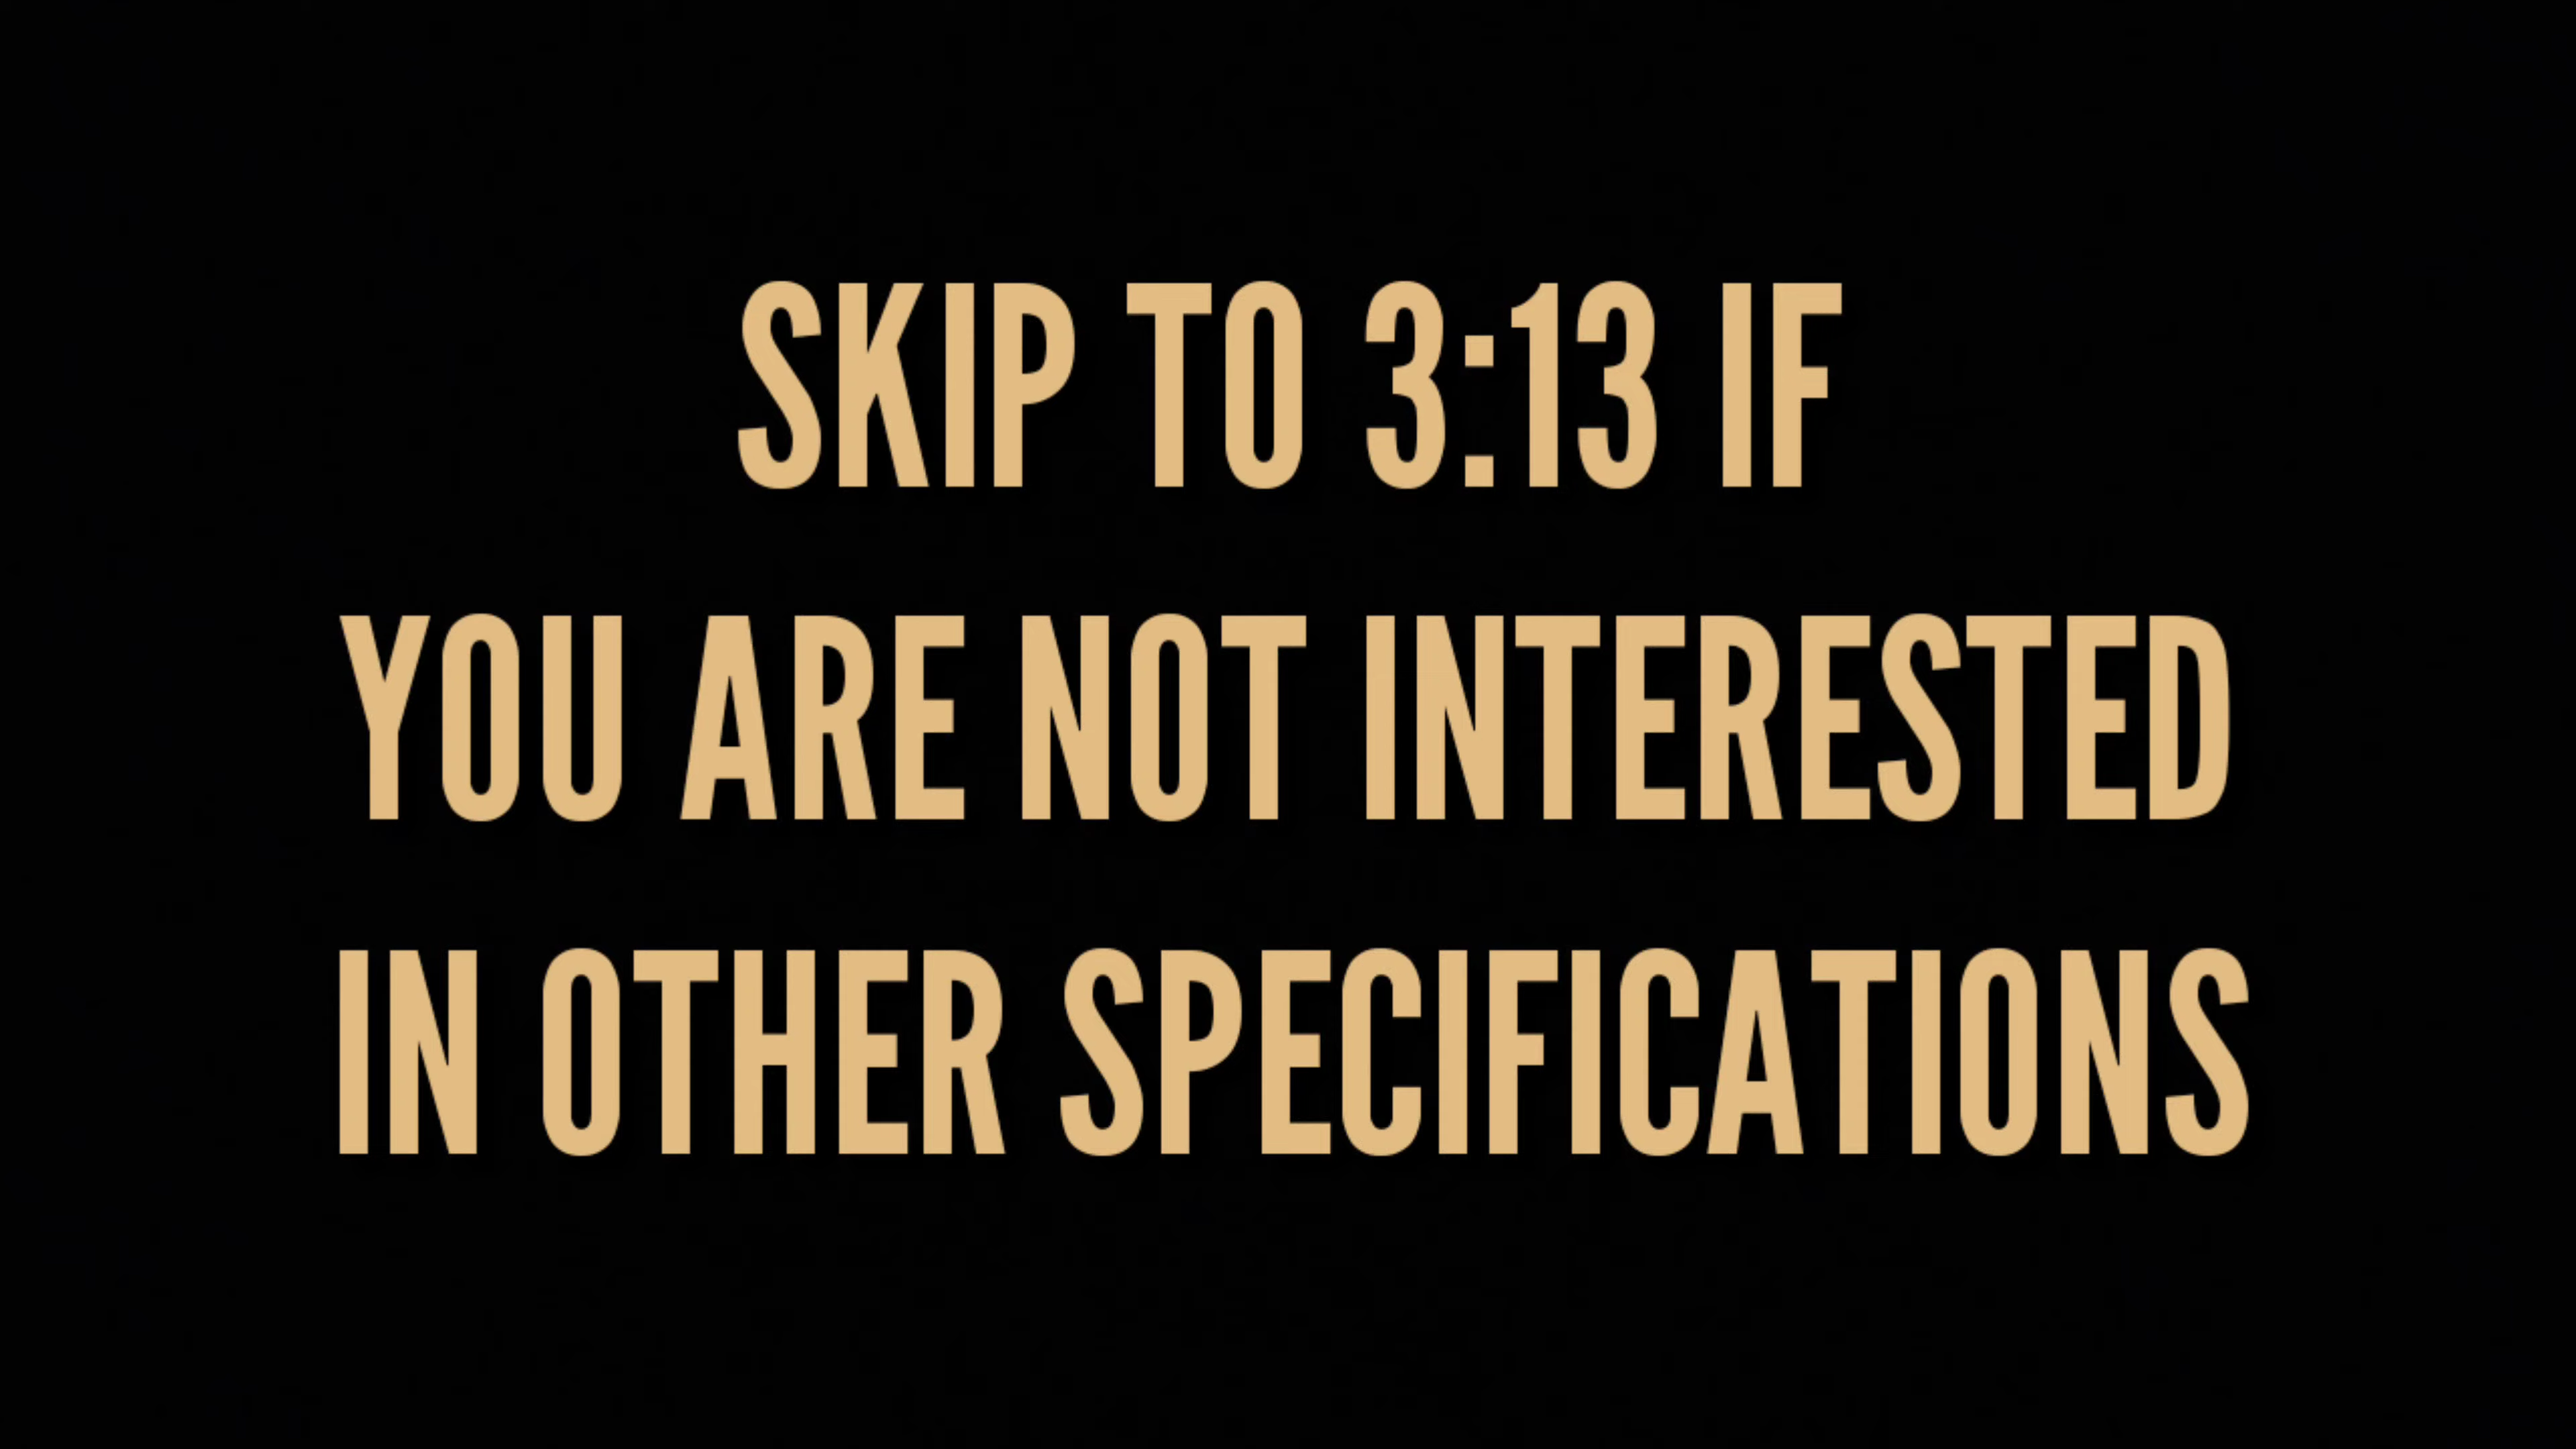 SKIP TO 3:13 IF
YOU ARE NOT INTERESTED
IN OTHER SPECIFICATIONS